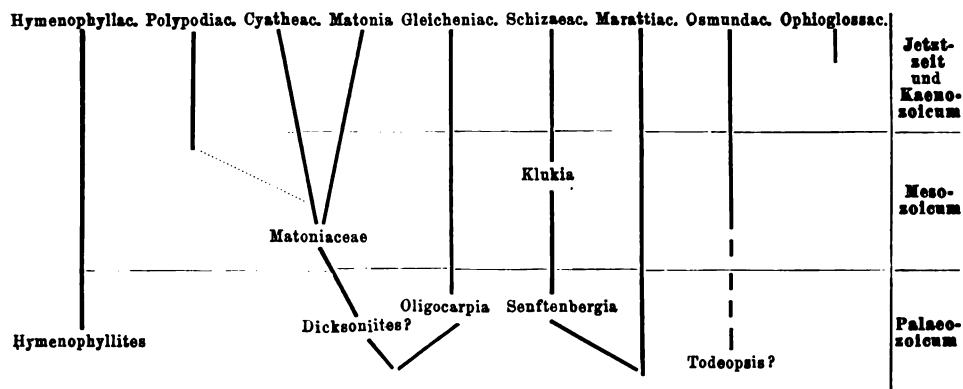 Hymenophyllac. Polypodiac. Cyatheac. Matonia Gleicheniac. Schizaeac. Marattiac. Osmundac. Ophioglossac.
Jetzt-
zeit
und
Kaeno-
zoicum
Klukia
Meso-
zoicum
Matoniaceae
Oligocarpia Senftenbergia
Dicksoniites?
Palaeo-
zoicum
Hymenophyllites
Todeopsis?